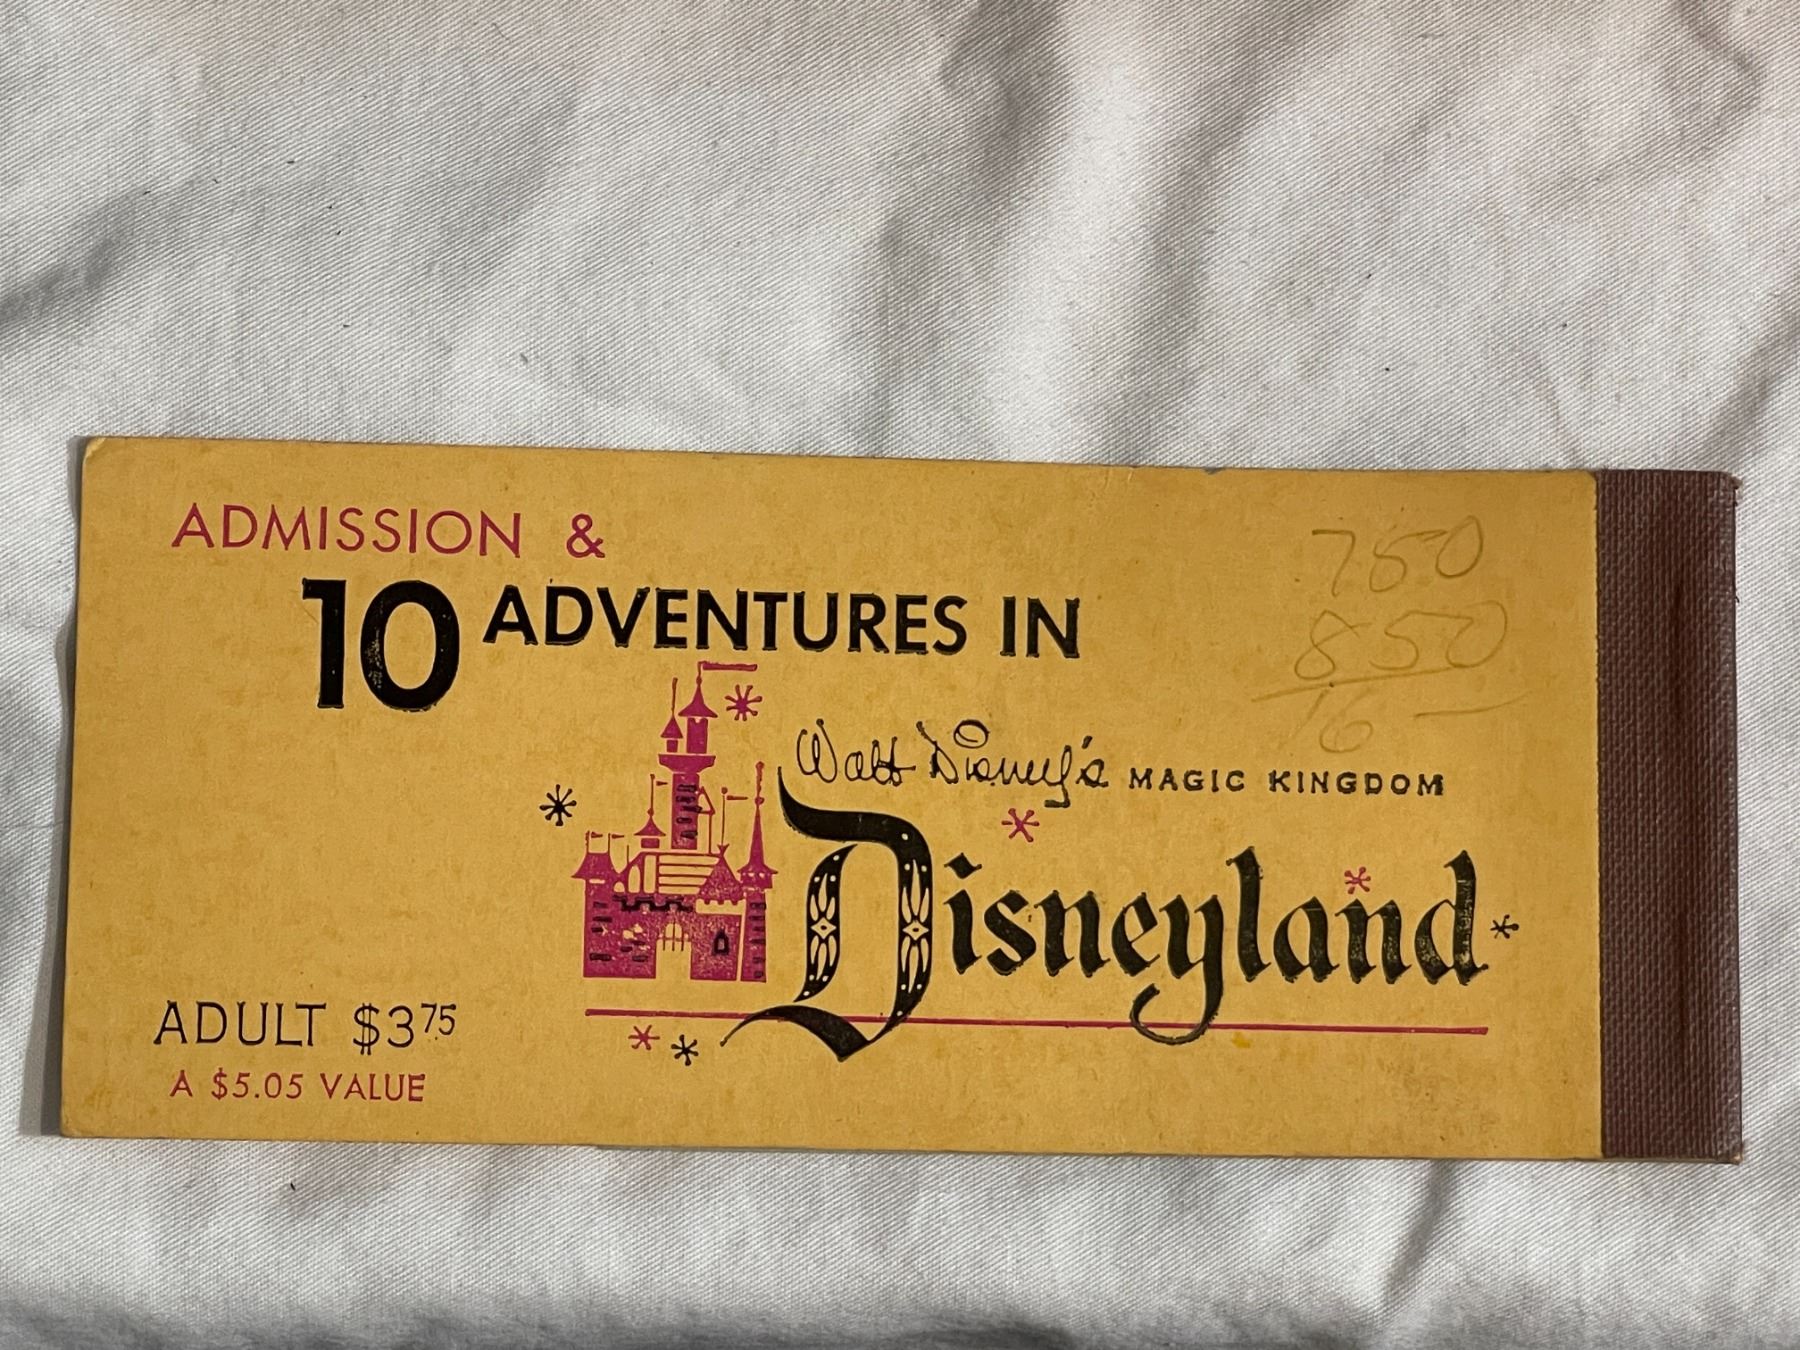 ADMISSION &
10 ADVENTURES IN
750
850
16 —
Walt Disney's MAGIC KINGDOM
Disneyland
ADULT $3.75
A $5.05 VALUE